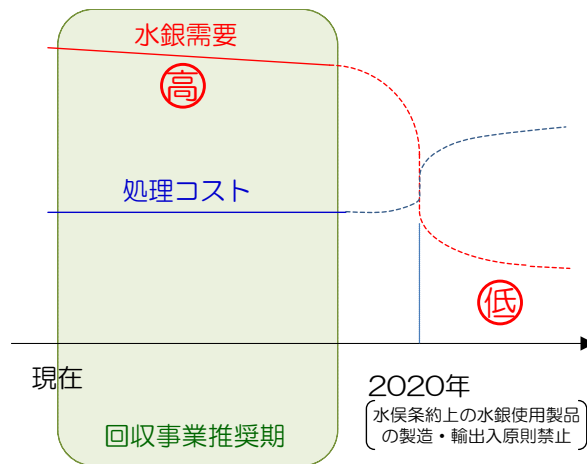 水銀需要
高
処理コスト
低
現在
2020年
水俣条約上の水銀使用製品
の製造・輸出入原則禁止
回収事業推奨期